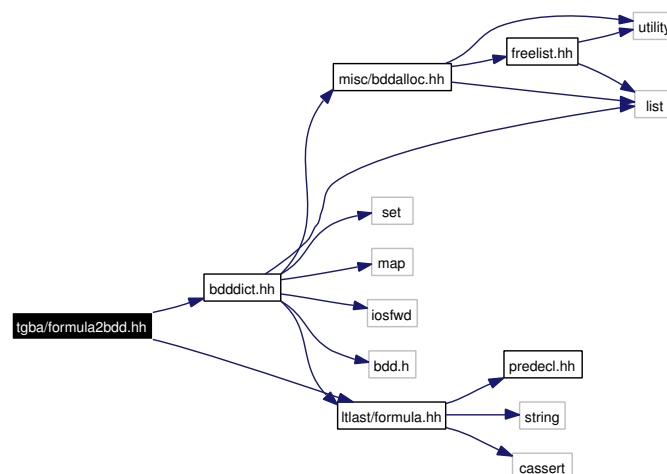 utility
freelist.hh
misc/bddalloc.hh
list
set
map
bdddict.hh
iosfwd
tgba/formula2bdd.hh
bdd.h
predecl.hh
ltlast/formula.hh
string
cassert